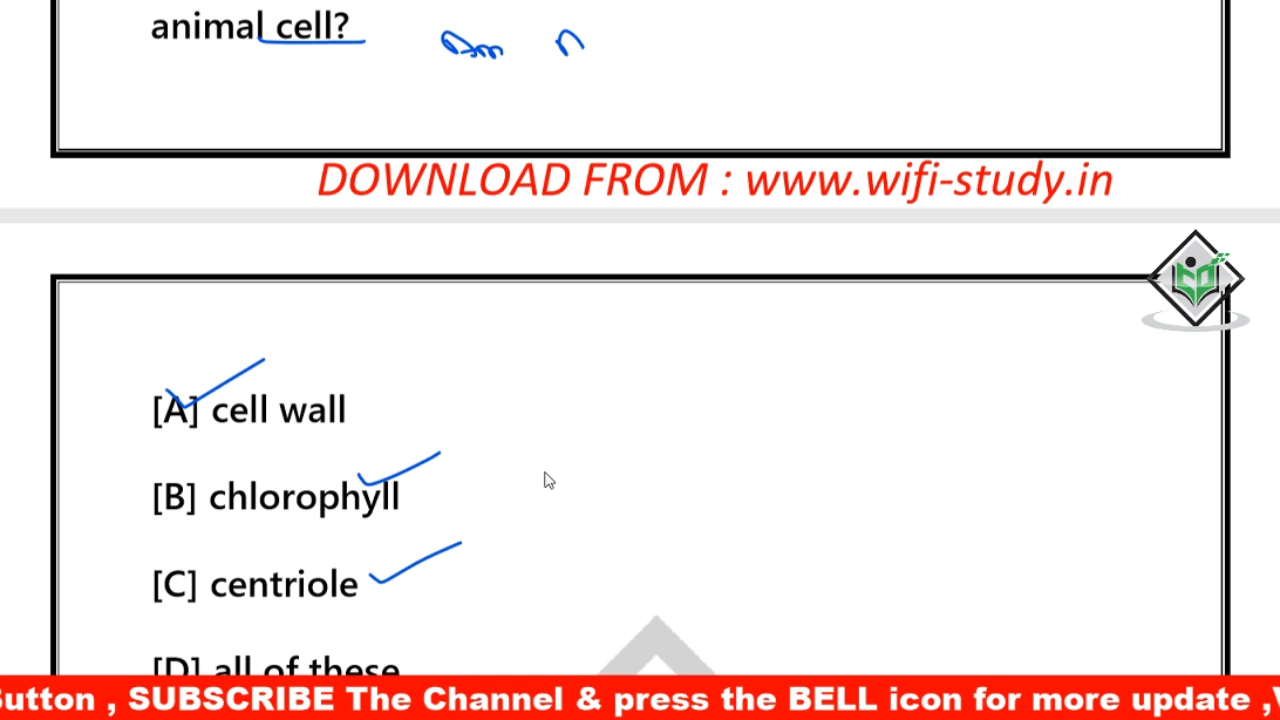 animal cell?
DOWNLOAD FROM : www.wifi-study.in
[A] cell wall
[B] chlorophyll
[C] centriole
[D] all of these
Button , SUBSCRIBE The Channel & press the BELL icon for more update ,